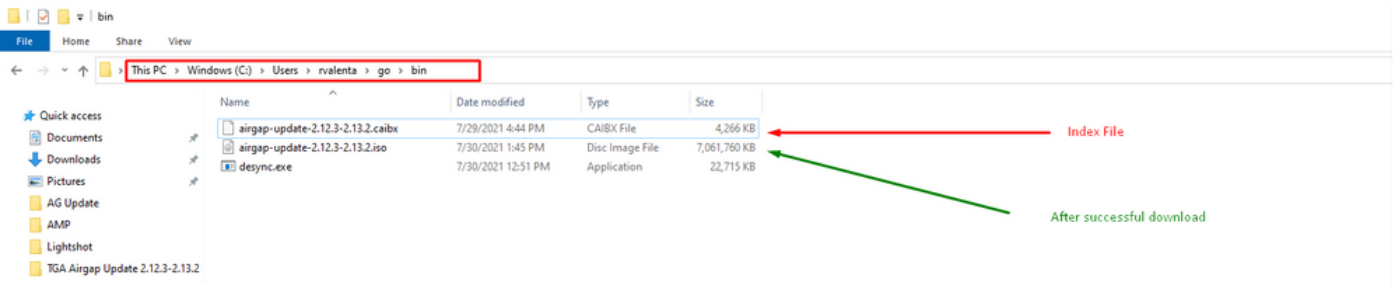 bin
File Home Share View
This PC > Windows (C:) > Users > rvalenta > go > bin
Quick access
Documents
Downloads
Pictures
AG Update
AMP
Lightshot
TGA Airgap Update 2.12.3-2.13.2
Name Date modified Type Size
airgap-update-2.12.3-2.13.2.caibx 7/29/2021 4:44 PM CAIBX File 4,266 KB
airgap-update-2.12.3-2.13.2.iso 7/30/2021 1:45 PM Disc Image File 7,061,760 KB
desync.exe 7/30/2021 12:51 PM Application 22,715 KB
Index File
After successful download